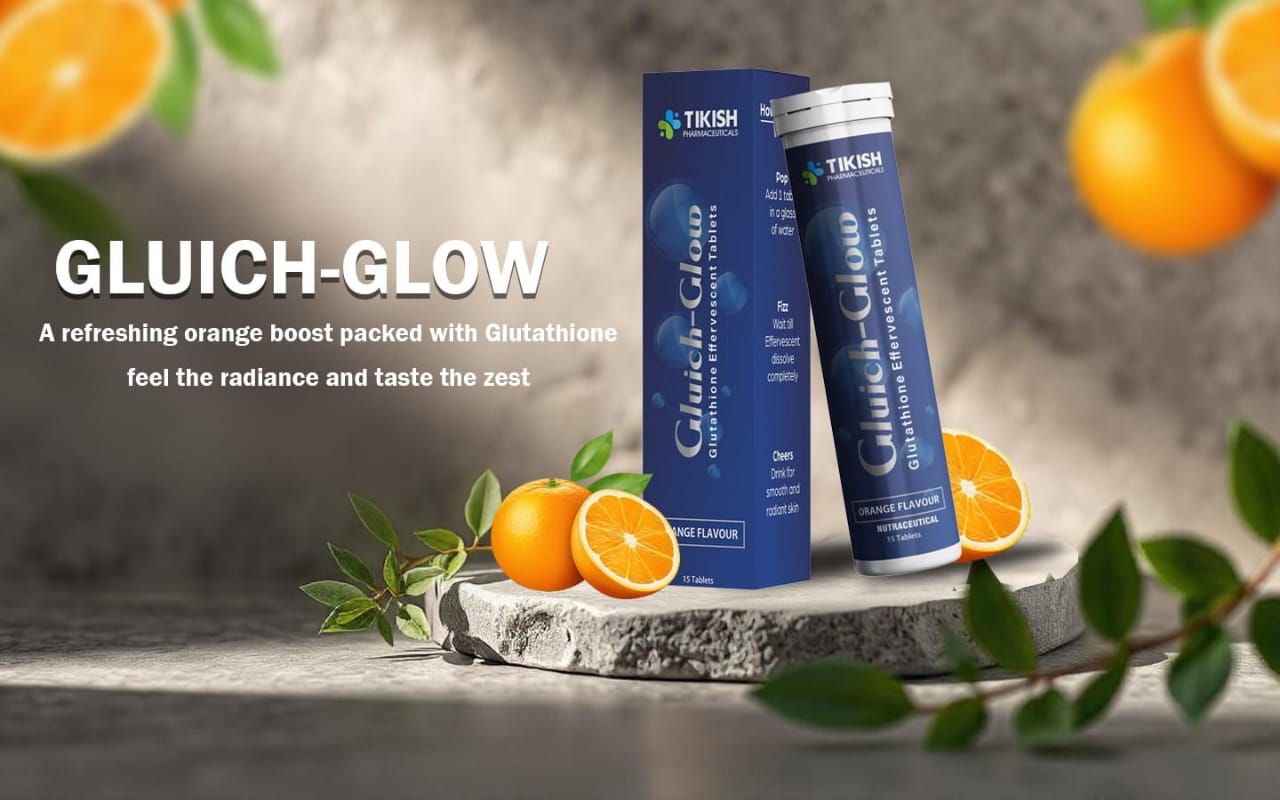 GLUICH-GLOW
A refreshing orange boost packed with Glutathione
feel the radiance and taste the zest
TIKISH
PHARMACEUTICALS
Gluich-Glow
Glutathione Effervescent Tablets
FLAVOUR
15 Tablets
Pop
Add 1
in a glass
of water
Fizz
Wait till
Effervescent
dissolve
completely
Cheers
Drink for
smooth and
radiant skin
TIKISH
PHARMACEUTICALS
Gluich-Glow
Glutathione Effervescent Tablets
ORANGE FLAVOUR
NUTRACEUTICAL
15 Tablets